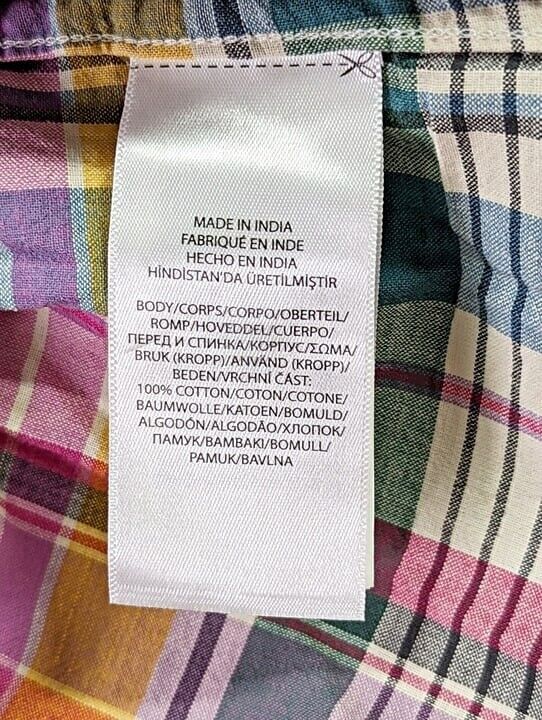 MADE IN INDIA
FABRIQUÉ EN INDE
HECHO EN INDIA
HİNDİSTAN'DA ÜRETİLMİŞTİR
BODY/CORPS/CORPO/OBERTEIL/
ROMP/HOVEDDEL/CUERPO/
ПЕРЕД И СПИНКА/КОРПУС/ΣΩΜΑ/
BRUK (KROPP)/ANVÄND (KROPP)/
BEDEN/VRCHNÍ ČÁST:
100% COTTON/COTON/COTONE/
BAUMWOLLE/KATOEN/BOMULD/
ALGODÓN/ALGODÃO/ХЛОПОК/
ПАМУК/ΒΑΜΒΑΚΙ/BOMULL/
PAMUK/BAVLNA